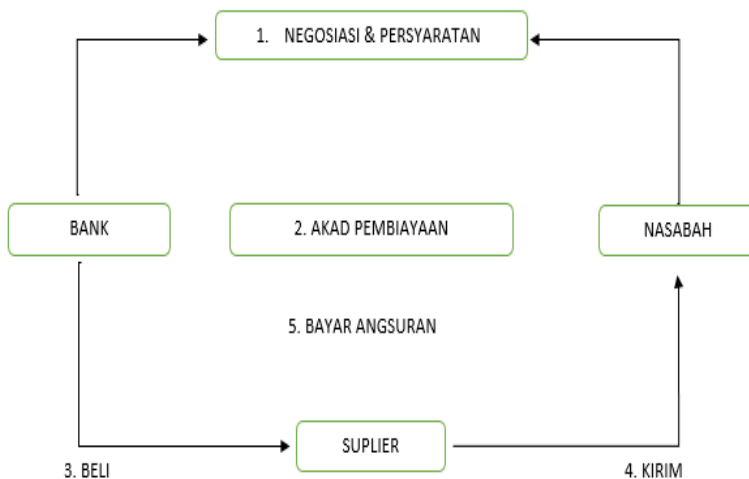 1. NEGOSIASI & PERSYARATAN
BANK
2. AKAD PEMBIAYAAN
NASABAH
5. BAYAR ANGSURAN
SUPLIER
3. BELI
4. KIRIM